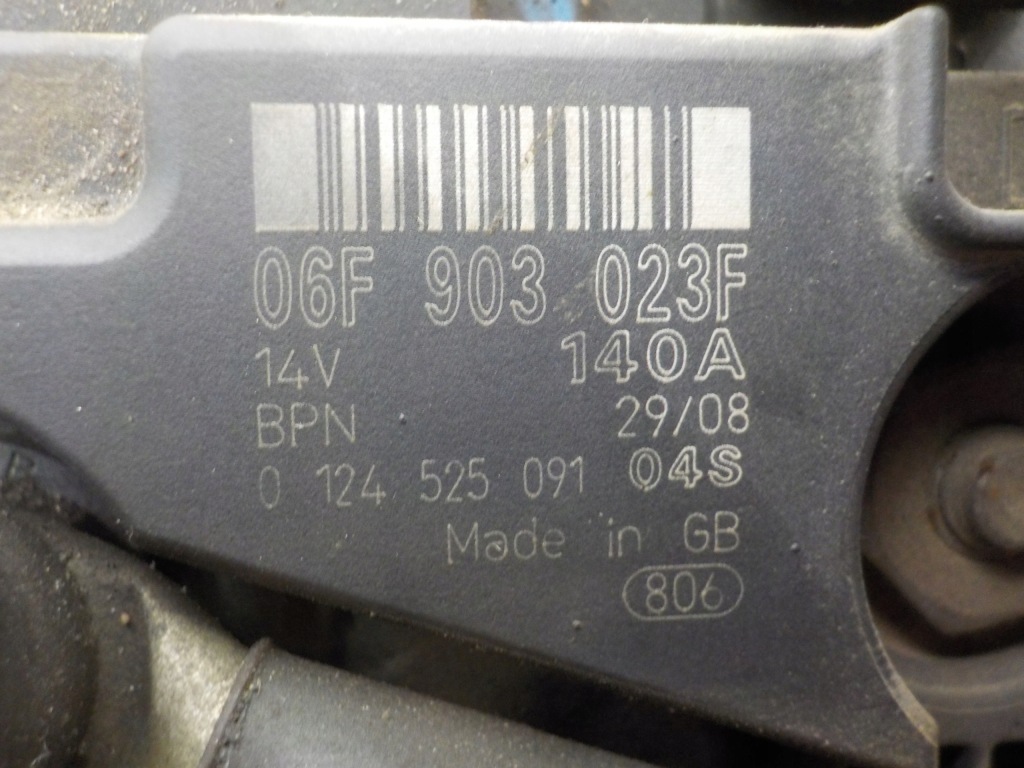 06F 903 023F
14V 140A
BPN 29/08
0 124 525 091 04S
Made in GB
806